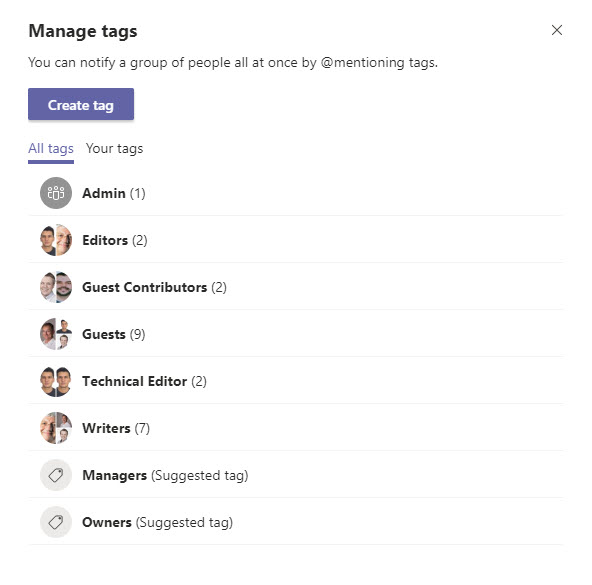 Manage tags
You can notify a group of people all at once by @mentioning tags.
Create tag
All tags Your tags
Admin (1)
Editors (2)
Guest Contributors (2)
Guests (9)
Technical Editor (2)
Writers (7)
Managers (Suggested tag)
Owners (Suggested tag)